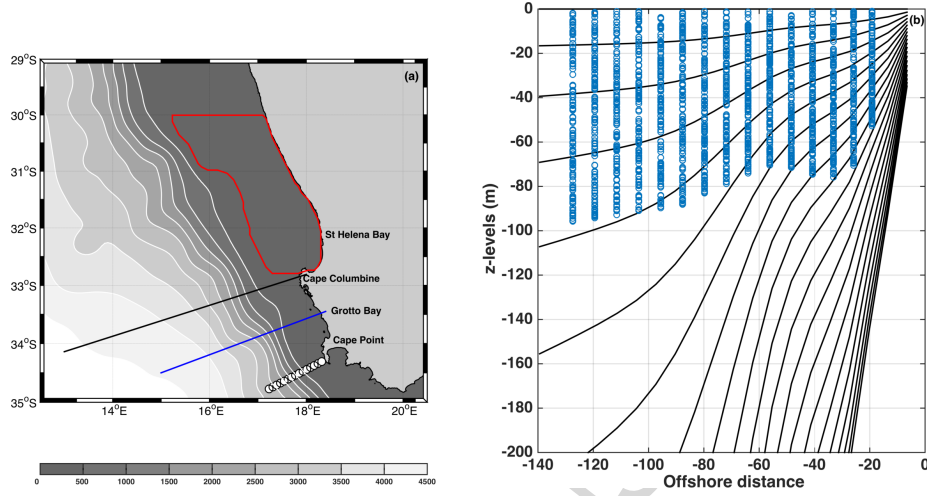 (a)
29°S
30°S
31°S
32°S
33°S
34°S
35°S
14°E
16°E
18°E
20°E
St Helena Bay
Cape Columbine
Grotto Bay
Cape Point
0 500 1000 1500 2000 2500 3000 3500 4000 4500
(b)
z-levels (m)
0
-20
-40
-60
-80
-100
-120
-140
-160
-180
-200
-140 -120 -100 -80 -60 -40 -20 0
Offshore distance